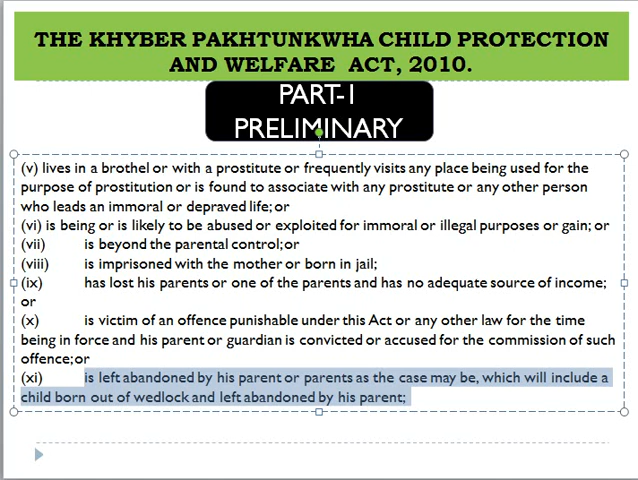 THE KHYBER PAKHTUNKHWA CHILD PROTECTION
AND WELFARE ACT, 2010.
PART-I
PRELIMINARY
(v) lives in a brothel or with a prostitute or frequently visits any place being used for the
purpose of prostitution or is found to associate with any prostitute or any other person
who leads an immoral or depraved life; or
(vi) is being or is likely to be abused or exploited for immoral or illegal purposes or gain; or
(vii) is beyond the parental control; or
(viii) is imprisoned with the mother or born in jail;
(ix) has lost his parents or one of the parents and has no adequate source of income;
or
(x) is victim of an offence punishable under this Act or any other law for the time
being in force and his parent or guardian is convicted or accused for the commission of such
offence; or
(xi) is left abandoned by his parent or parents as the case may be, which will include a
child born out of wedlock and left abandoned by his parent;